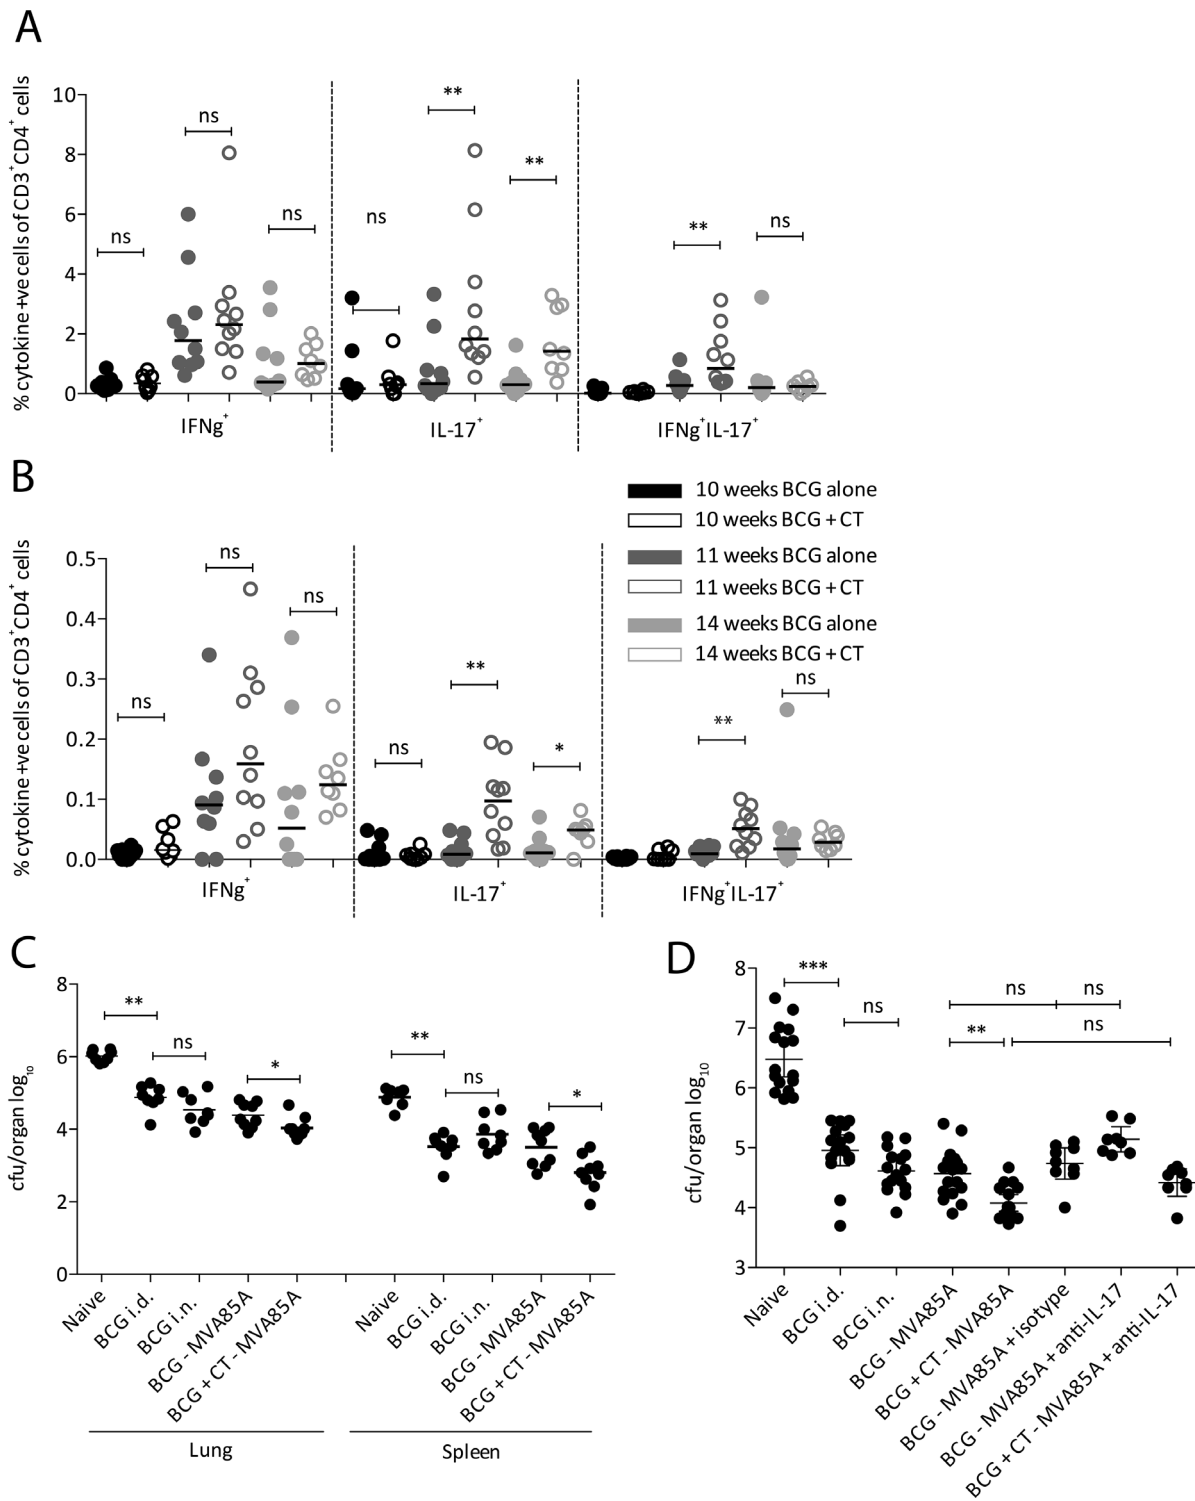 A
% cytokine +ve cells of CD3+CD4+ cells
10
8
6
4
2
0
ns
ns
ns
ns
**
**
**
ns
IFNg+
IL-17+
IFNg+IL-17+
B
10 weeks BCG alone
10 weeks BCG + CT
11 weeks BCG alone
11 weeks BCG + CT
14 weeks BCG alone
14 weeks BCG + CT
% cytokine +ve cells of CD3+CD4+ cells
0.5
0.4
0.3
0.2
0.1
0.0
ns
ns
ns
ns
**
*
**
ns
IFNg+
IL-17+
IFNg+IL-17+
C
cfu/organ log10
8
6
4
2
0
**
ns
*
**
ns
*
Naive
BCG i.d.
BCG i.n.
BCG - MVA85A
BCG + CT - MVA85A
Naive
BCG i.d.
BCG i.n.
BCG - MVA85A
BCG + CT - MVA85A
Lung
Spleen
D
cfu/organ log10
8
7
6
5
4
3
***
ns
ns
ns
**
ns
Naive
BCG i.d.
BCG i.n.
BCG - MVA85A
BCG + CT - MVA85A
BCG - MVA85A + isotype
BCG - MVA85A + anti-IL-17
BCG + CT - MVA85A + anti-IL-17